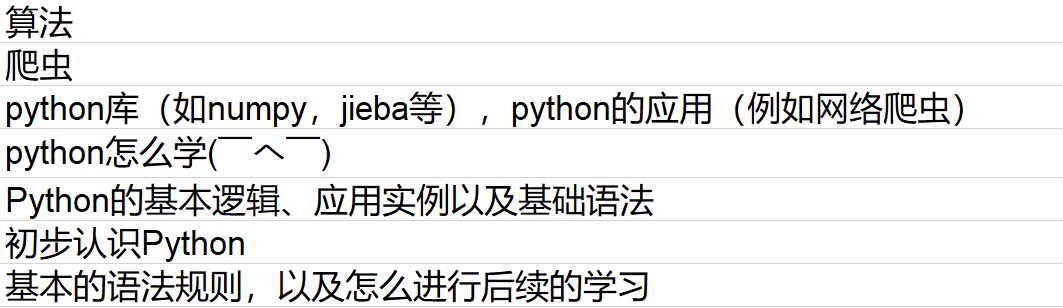 算法
爬虫
python库（如numpy，jieba等），python的应用（例如网络爬虫）
python怎么学(￣へ￣)
Python的基本逻辑、应用实例以及基础语法
初步认识Python
基本的语法规则，以及怎么进行后续的学习